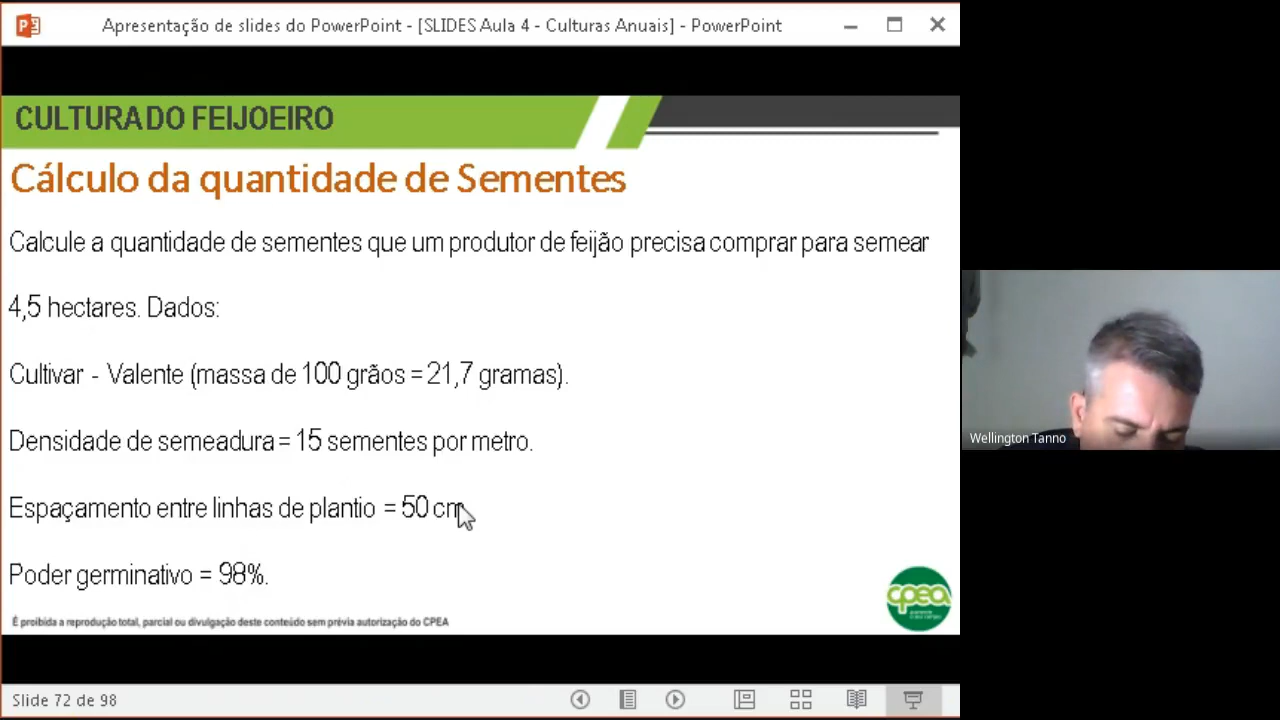 Apresentação de slides do PowerPoint - [SLIDES Aula 4 - Culturas Anuais] - PowerPoint
CULTURA DO FEIJOEIRO
Cálculo da quantidade de Sementes
Calcule a quantidade de sementes que um produtor de feijão precisa comprar para semear
4,5 hectares. Dados:
Cultivar - Valente (massa de 100 grãos = 21,7 gramas).
Densidade de semeadura = 15 sementes por metro.
Espaçamento entre linhas de plantio = 50 cm
Poder germinativo = 98%.
cpea
É proibida a reprodução total, parcial ou divulgação deste conteúdo sem prévia autorização do CPEA
Slide 72 de 98
Wellington Tanno